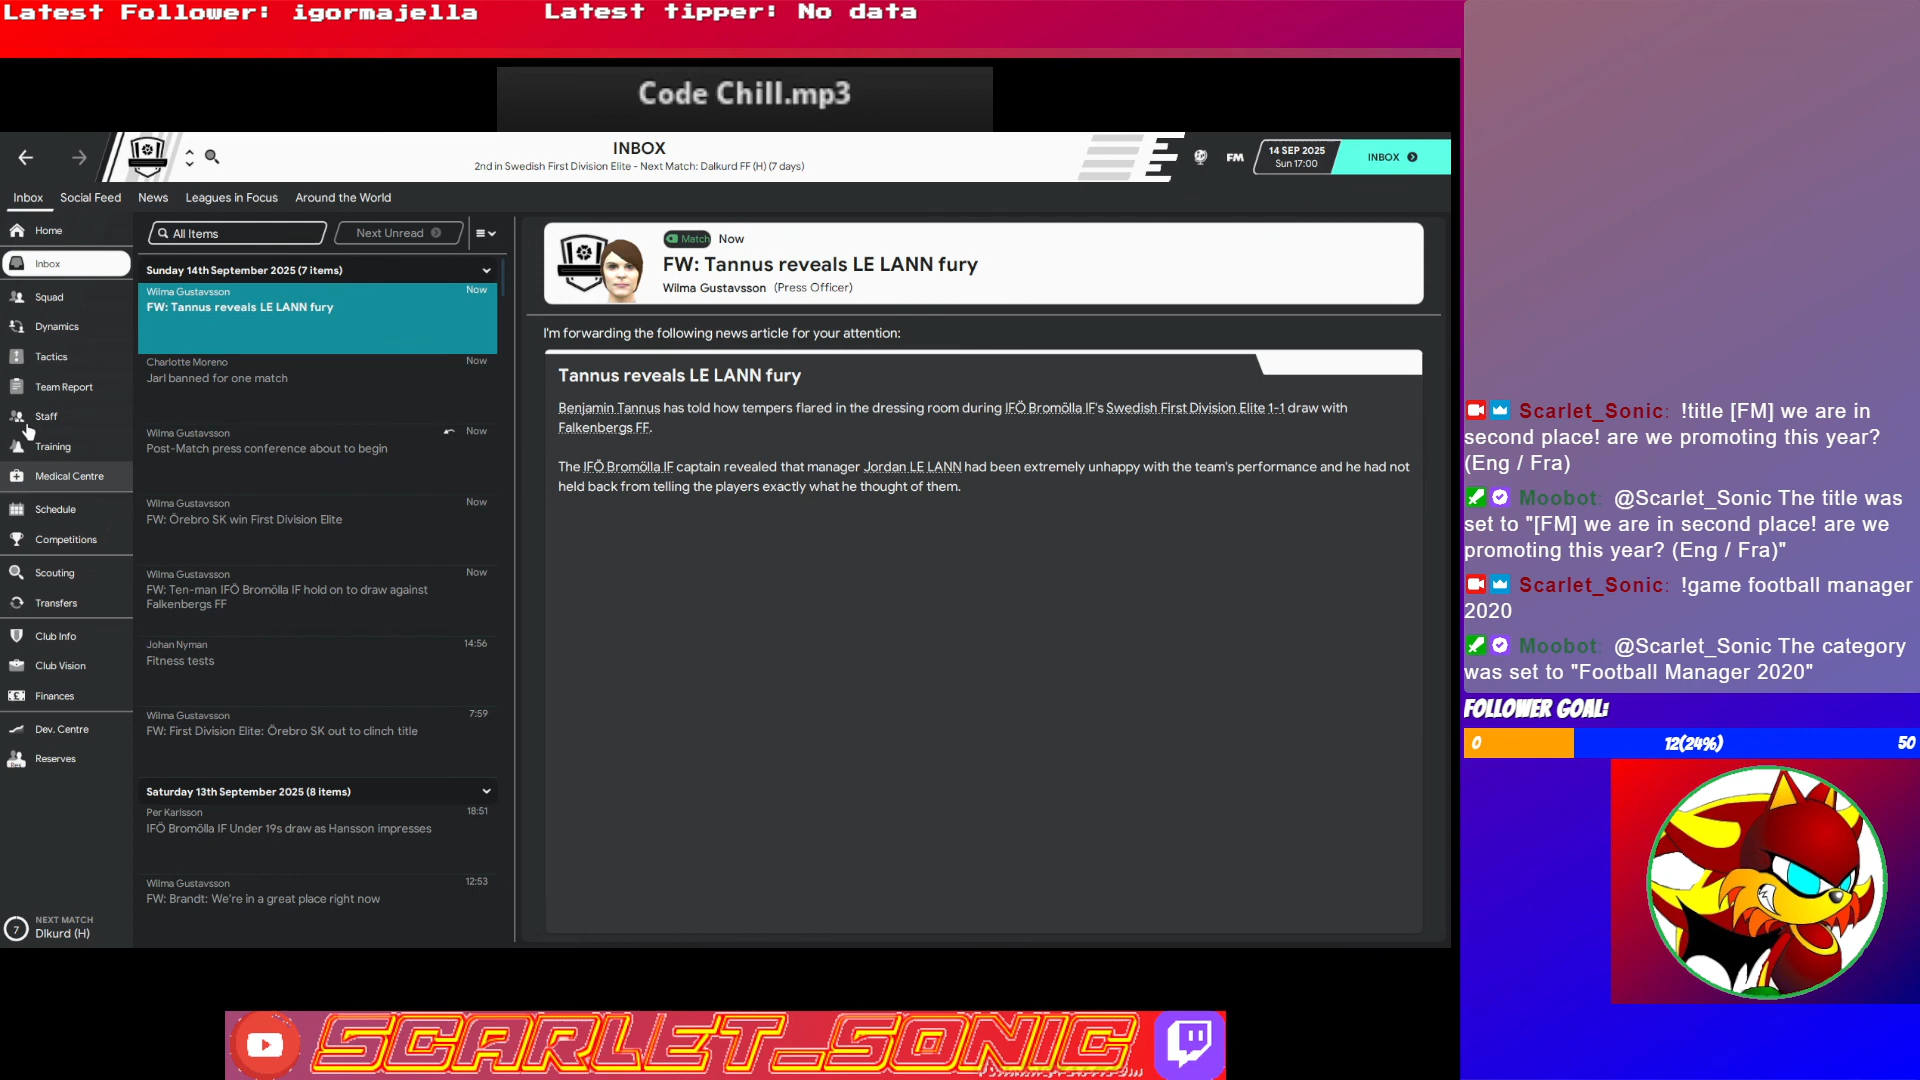 Latest Follower: igormajella
Latest tipper: No data
Code Chill.mp3
INBOX
2nd in Swedish First Division Elite - Next Match: Dalkurd FF (H) (7 days)
FM
14 SEP 2025
Sun 17:00
INBOX
Inbox
Social Feed
News
Leagues in Focus
Around the World
Home
Inbox
Squad
Dynamics
Tactics
Team Report
Staff
Training
Medical Centre
Schedule
Competitions
Scouting
Transfers
Club Info
Club Vision
Finances
Dev. Centre
Reserves
7
NEXT MATCH
Dlkurd (H)
All Items
Next Unread
Sunday 14th September 2025 (7 items)
Wilma Gustavsson
Now
FW: Tannus reveals LE LANN fury
Charlotte Moreno
Now
Jarl banned for one match
Wilma Gustavsson
Now
Post-Match press conference about to begin
Wilma Gustavsson
Now
FW: Örebro SK win First Division Elite
Wilma Gustavsson
Now
FW: Ten-man IFÖ Bromölla IF hold on to draw against
Falkenbergs FF
Johan Nyman
14:56
Fitness tests
Wilma Gustavsson
7:59
FW: First Division Elite: Örebro SK out to clinch title
Saturday 13th September 2025 (8 items)
Per Karlsson
18:51
IFÖ Bromölla IF Under 19s draw as Hansson impresses
Wilma Gustavsson
12:53
FW: Brandt: We're in a great place right now
Match
Now
FW: Tannus reveals LE LANN fury
Wilma Gustavsson (Press Officer)
I'm forwarding the following news article for your attention:
Tannus reveals LE LANN fury
Benjamin Tannus has told how tempers flared in the dressing room during IFÖ Bromölla IF's Swedish First Division Elite 1-1 draw with
Falkenbergs FF.
The IFÖ Bromölla IF captain revealed that manager Jordan LE LANN had been extremely unhappy with the team's performance and he had not
held back from telling the players exactly what he thought of them.
Scarlet_Sonic: !title [FM] we are in
second place! are we promoting this year?
(Eng / Fra)
Moobot: @Scarlet_Sonic The title was
set to "[FM] we are in second place! are we
promoting this year? (Eng / Fra)"
Scarlet_Sonic: !game football manager
2020
Moobot: @Scarlet_Sonic The category
was set to "Football Manager 2020"
FOLLOWER GOAL:
0
12(24%)
50
SCARLET_SONIC